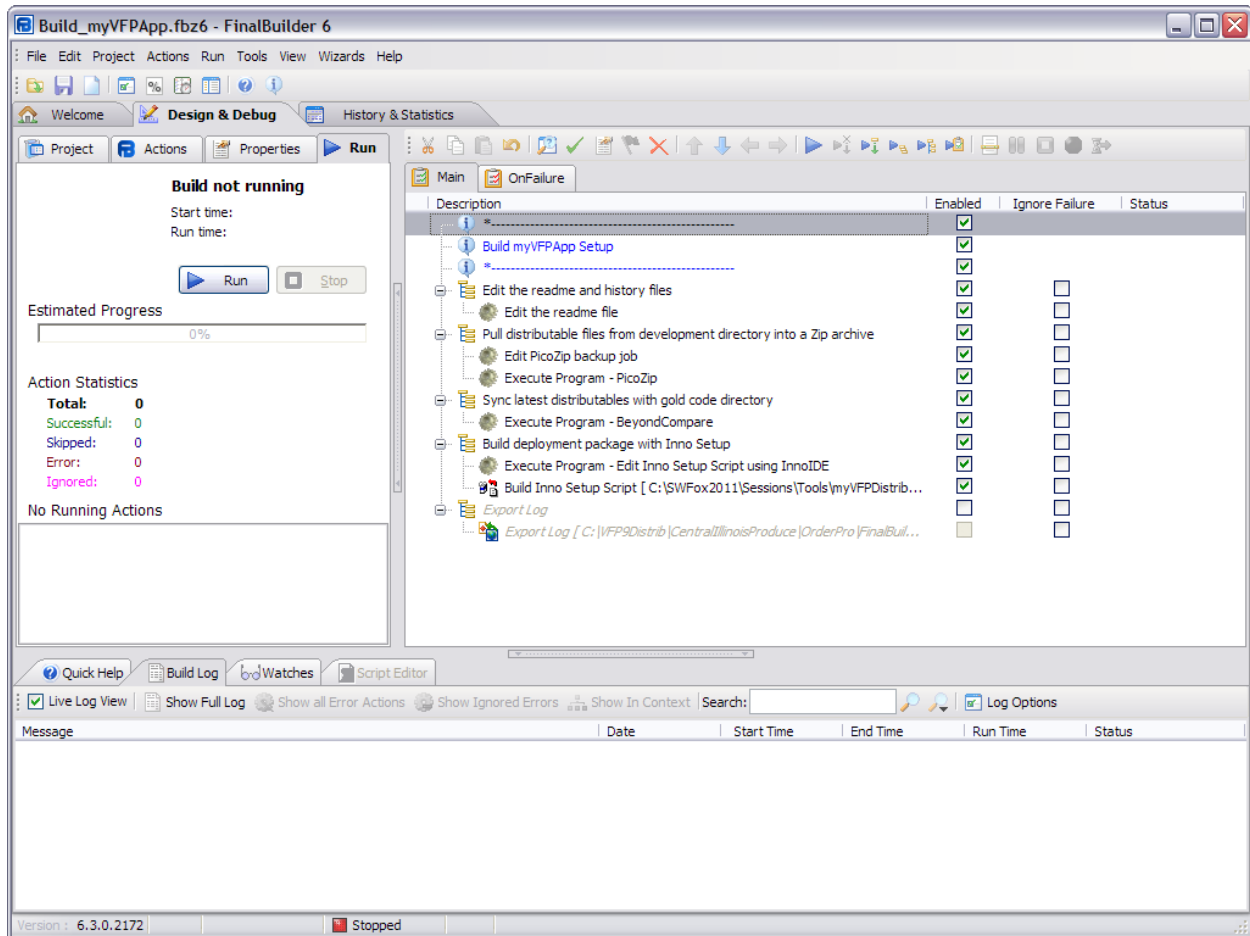 Build_myVFPApp.fbz6 - FinalBuilder 6
File Edit Project Actions Run Tools View Wizards Help
Welcome Design & Debug History & Statistics
Project Actions Properties Run
Build not running
Start time:
Run time:
Run Stop
Estimated Progress
0%
Action Statistics
Total: 0
Successful: 0
Skipped: 0
Error: 0
Ignored: 0
No Running Actions
Main OnFailure
Description Enabled Ignore Failure Status
*---------------------------------------------------
Build myVFPApp Setup
*---------------------------------------------------
Edit the readme and history files
Edit the readme file
Pull distributable files from development directory into a Zip archive
Edit PicoZip backup job
Execute Program - PicoZip
Sync latest distributables with gold code directory
Execute Program - BeyondCompare
Build deployment package with Inno Setup
Execute Program - Edit Inno Setup Script using InnoIDE
Build Inno Setup Script [ C:\SWFox2011\Sessions\Tools\myVFPDistrib...
Export Log
Export Log [ C:\VFP9Distrib\CentralIllinoisProduce\OrderPro\FinalBuil...
Quick Help Build Log Watches Script Editor
Live Log View Show Full Log Show all Error Actions Show Ignored Errors Show In Context Search: Log Options
Message Date Start Time End Time Run Time Status
Version : 6.3.0.2172 Stopped